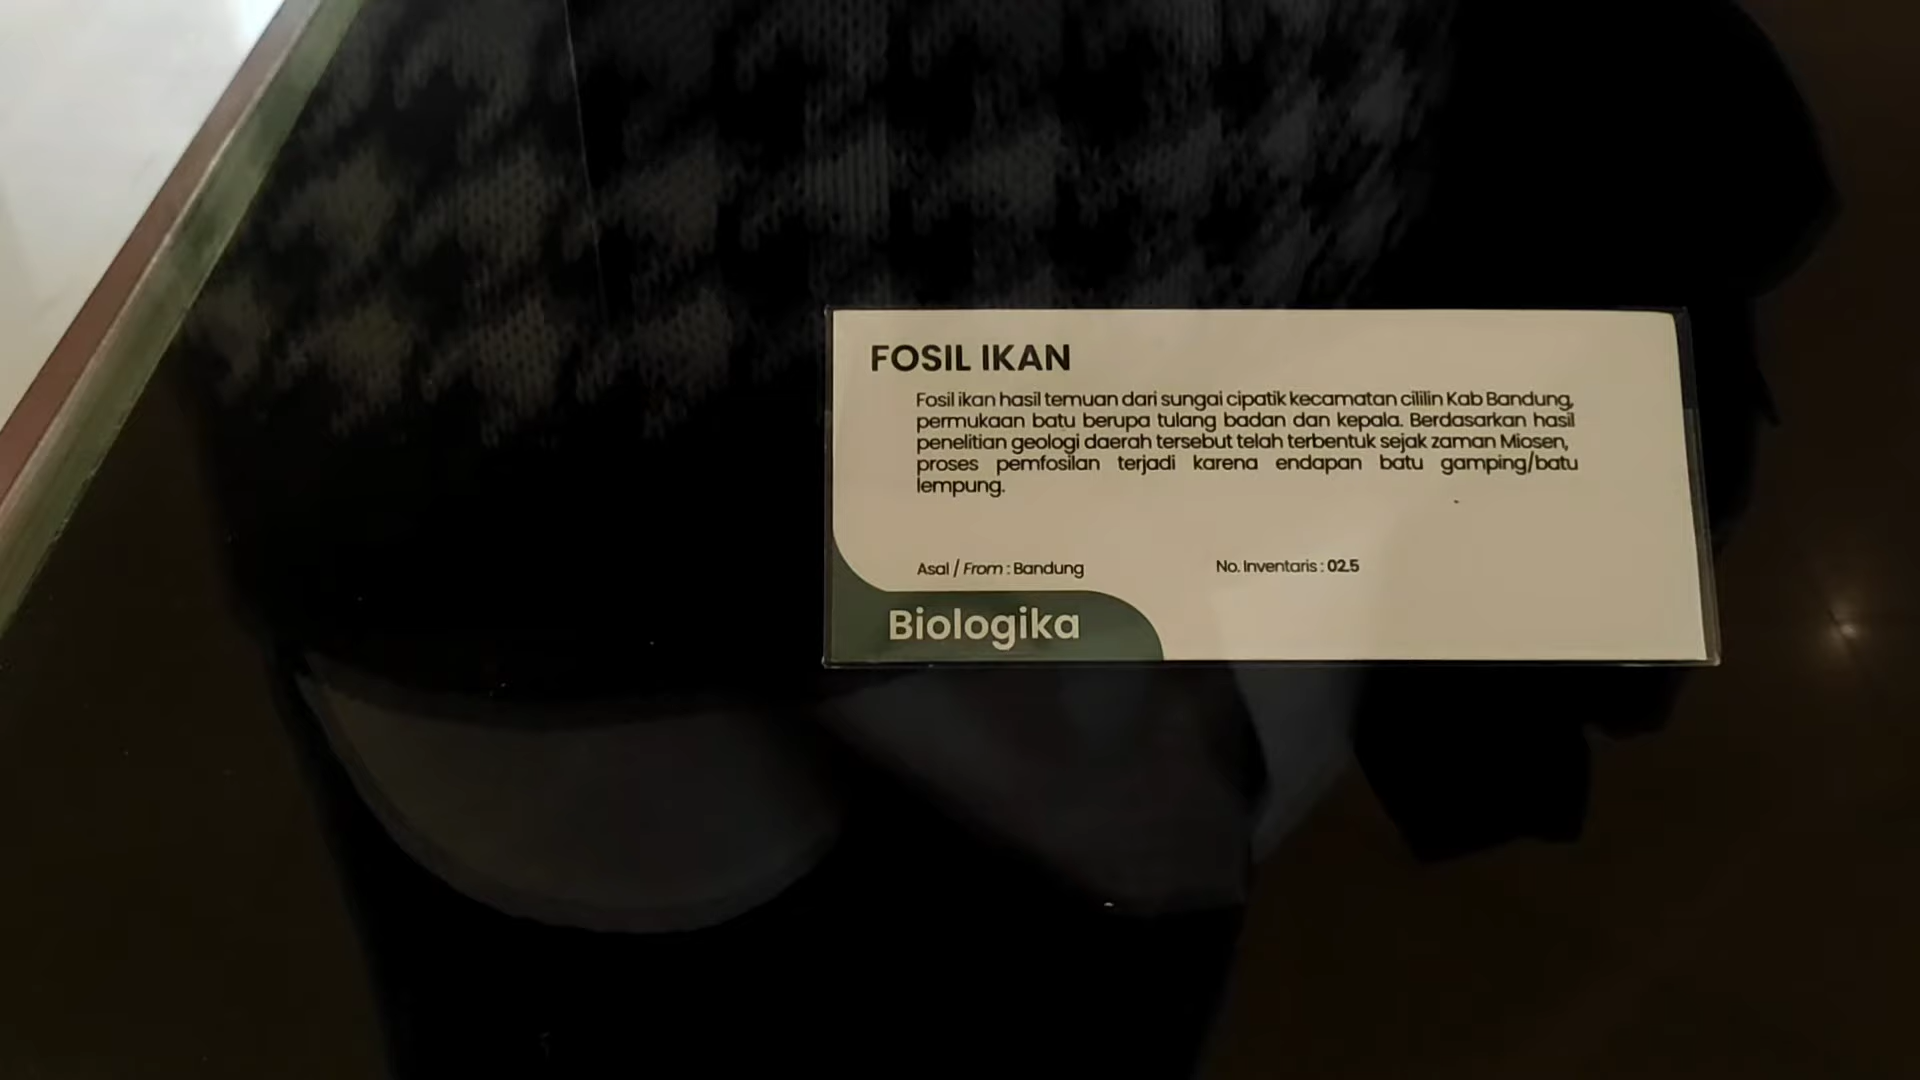 FOSIL IKAN
Fosil ikan hasil temuan dari sungai cipatik kecamatan cililin Kab Bandung,
permukaan batu berupa tulang badan dan kepala. Berdasarkan hasil
penelitian geologi daerah tersebut telah terbentuk sejak zaman Miosen,
proses pemfosilan terjadi karena endapan batu gamping/batu
lempung.
Asal / From : Bandung No. Inventaris : 02.5
Biologika